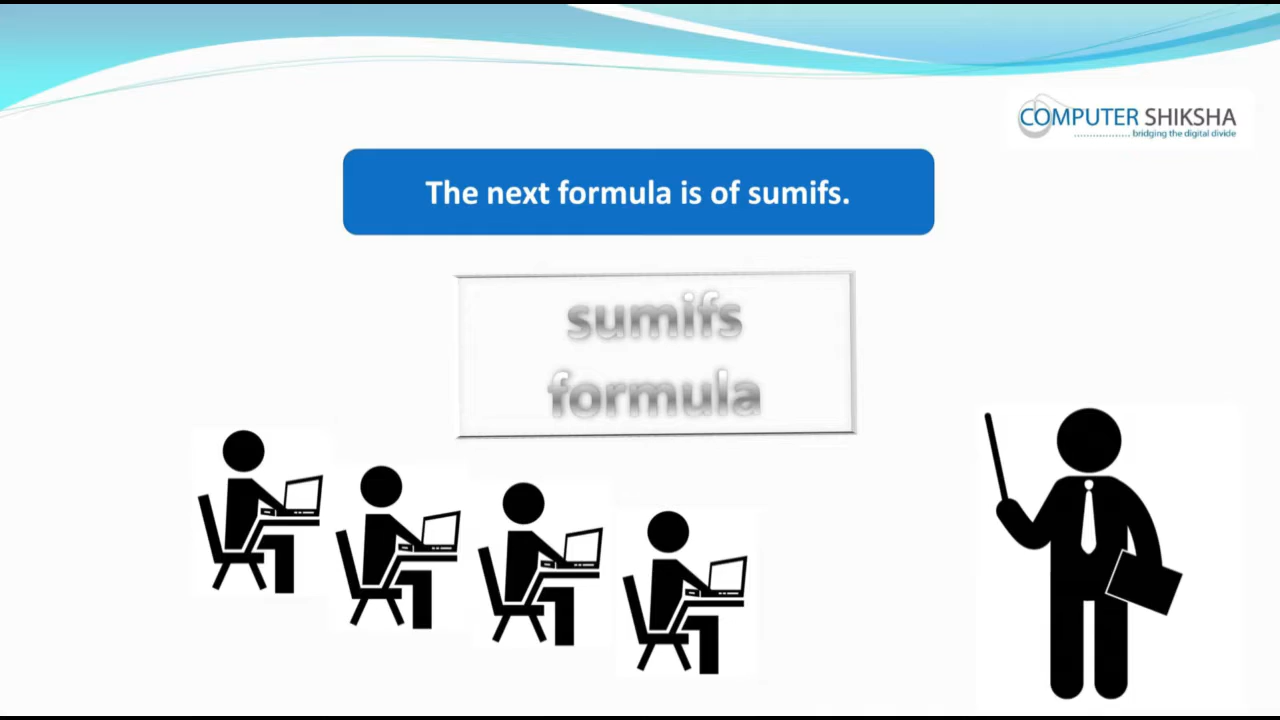 COMPUTER SHIKSHA
bridging the digital divide
The next formula is of sumifs.
sumifs
formula